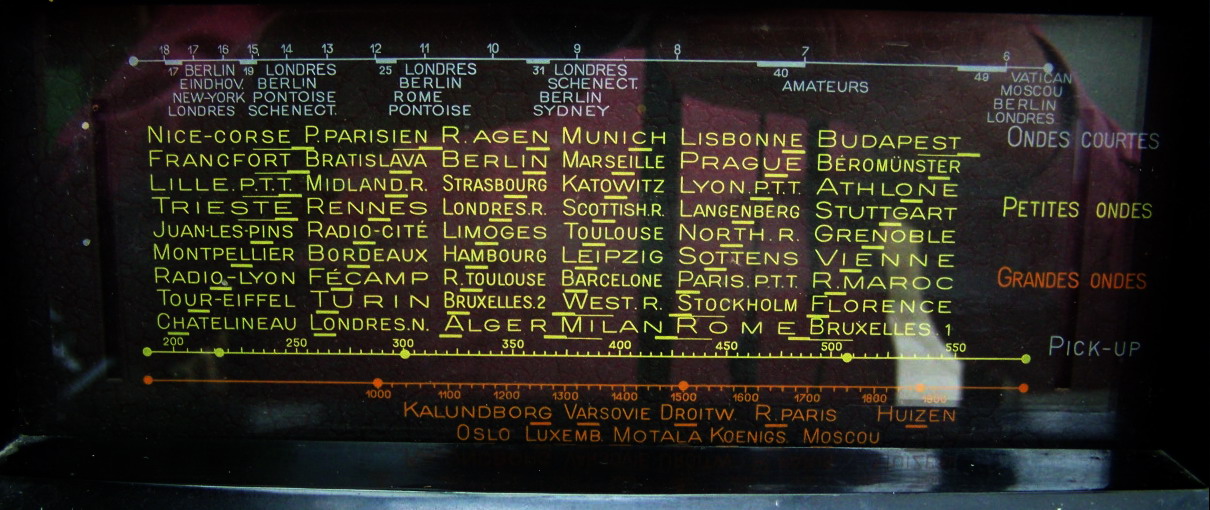 18 17 16 15 14 13 12 11 10 9 8 7 6
17 BERLIN 19 LONDRES 25 LONDRES 31 LONDRES 40 49 VATICAN
EINDHOV. BERLIN BERLIN SCHENECT. AMATEURS MOSCOU
NEW-YORK PONTOISE ROME BERLIN BERLIN
LONDRES SCHENECT. PONTOISE SYDNEY LONDRES
NICE-CORSE P.PARISIEN R.AGEN MUNICH LISBONNE BUDAPEST ONDES COURTES
FRANCFORT BRATISLAVA BERLIN MARSEILLE PRAGUE BÉROMÜNSTER
LILLE.P.T.T. MIDLAND.R. STRASBOURG KATOWITZ LYON.P.T.T. ATHLONE
TRIESTE RENNES LONDRES.R. SCOTTISH.R. LANGENBERG STUTTGART PETITES ONDES
JUAN-LES-PINS RADIO-CITÉ LIMOGES TOULOUSE NORTH.R. GRENOBLE
MONTPELLIER BORDEAUX HAMBOURG LEIPZIG SOTTENS VIENNE
RADIO-LYON FÉCAMP R.TOULOUSE BARCELONE PARIS.P.T.T R.MAROC GRANDES ONDES
TOUR-EIFFEL TURIN BRUXELLES.2 WEST.R. STOCKHOLM FLORENCE
CHATELINEAU LONDRES.N. ALGER MILAN ROME BRUXELLES.1
200 250 300 350 400 450 500 550 PICK-UP
1000 1100 1200 1300 1400 1500 1600 1700 1800 1900
KALUNDBORG VARSOVIE DROITW. R.PARIS HUIZEN
OSLO LUXEMB. MOTALA KOENIGS. MOSCOU